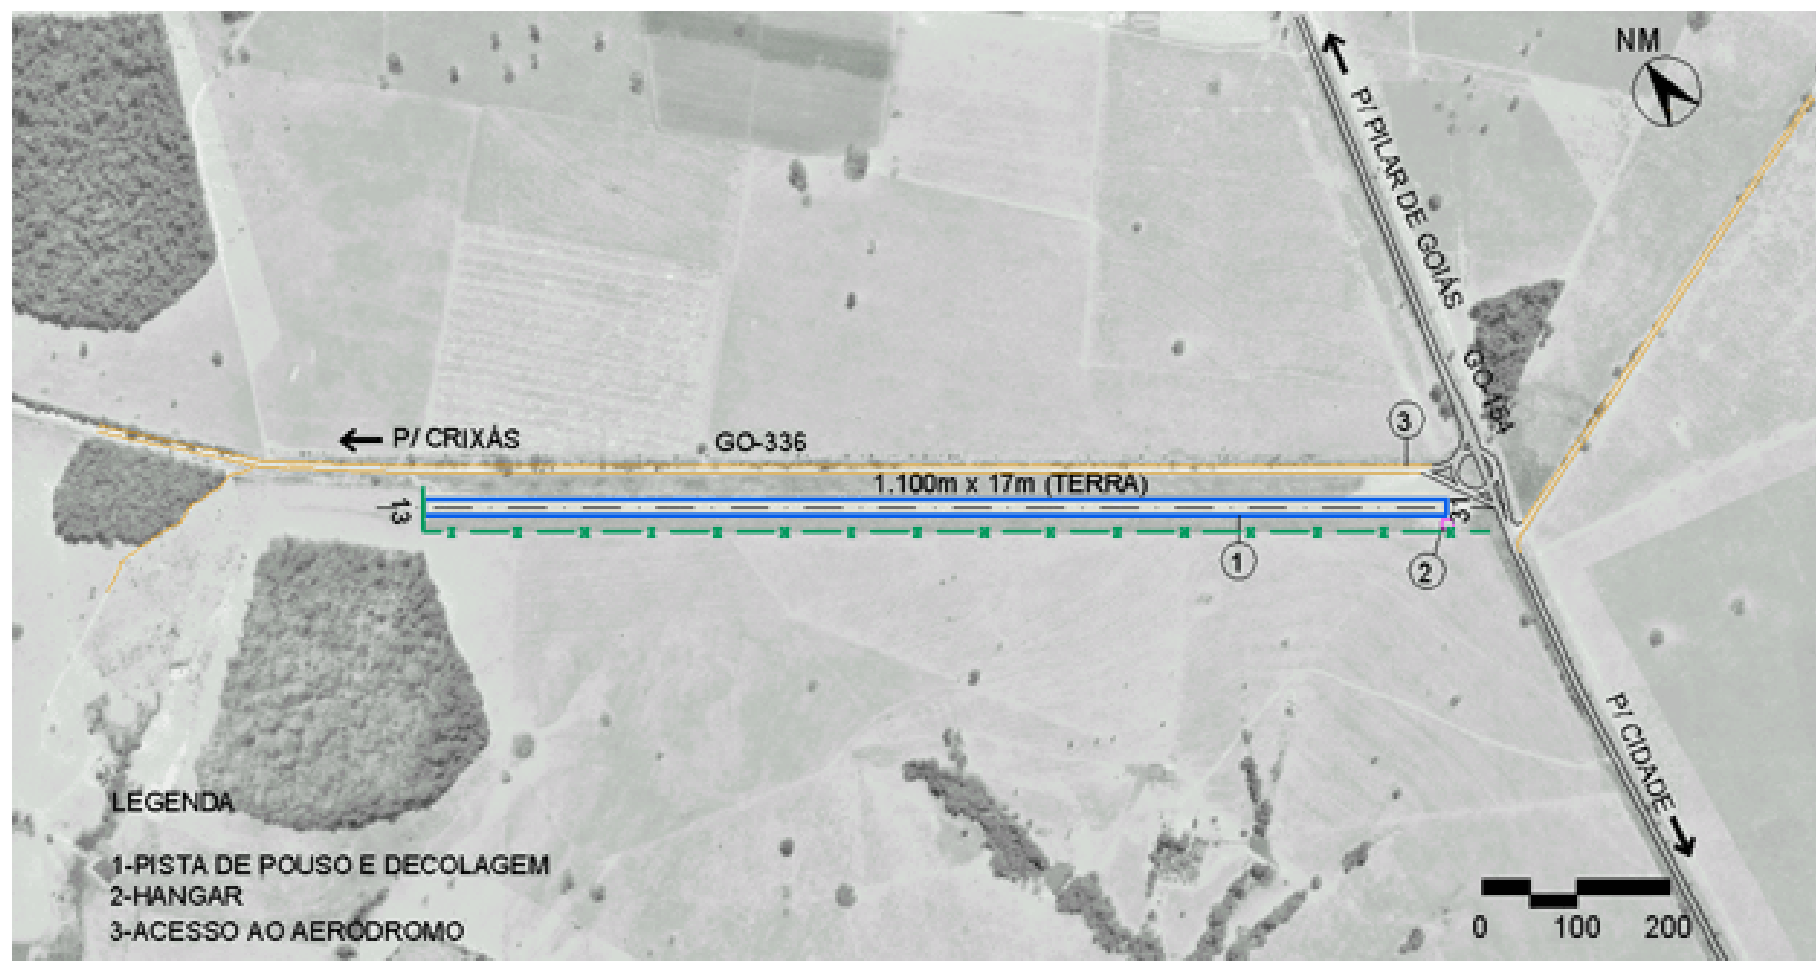 NM
P/ PILAR DE GOIÁS
GO-164
3
P/ CRIXÁS
GO-336
1.100m x 17m (TERRA)
13
31
1
2
P/ CIDADE
LEGENDA
1-PISTA DE POUSO E DECOLAGEM
2-HANGAR
3-ACESSO AO AERÓDROMO
0 100 200